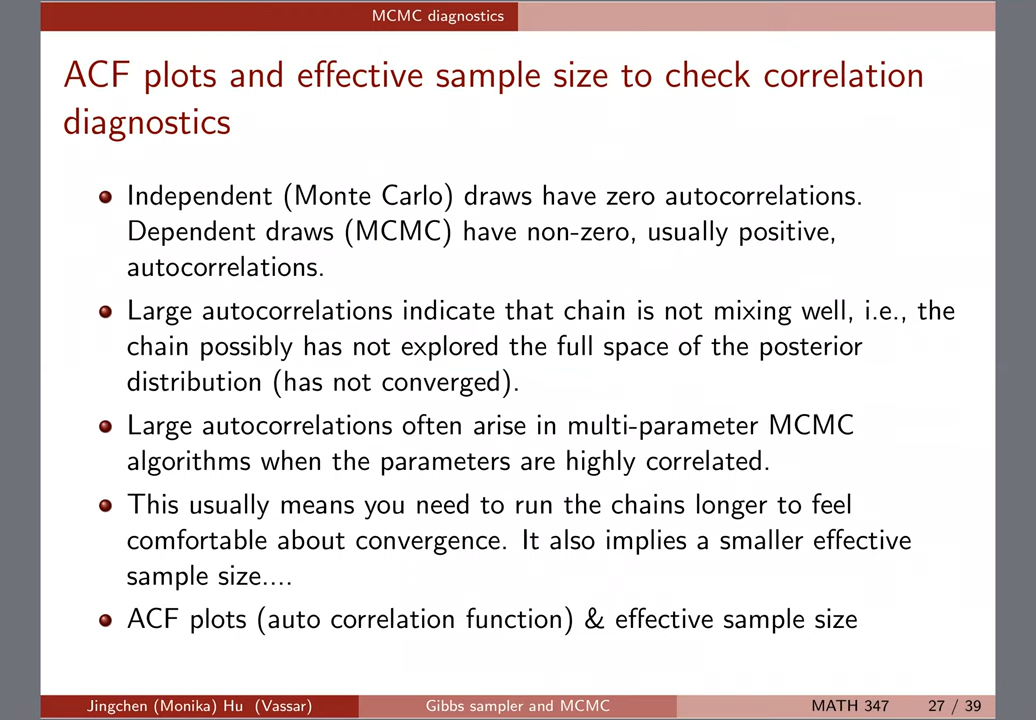 MCMC diagnostics
ACF plots and effective sample size to check correlation
diagnostics
Independent (Monte Carlo) draws have zero autocorrelations.
Dependent draws (MCMC) have non-zero, usually positive,
autocorrelations.
Large autocorrelations indicate that chain is not mixing well, i.e., the
chain possibly has not explored the full space of the posterior
distribution (has not converged).
Large autocorrelations often arise in multi-parameter MCMC
algorithms when the parameters are highly correlated.
This usually means you need to run the chains longer to feel
comfortable about convergence. It also implies a smaller effective
sample size....
ACF plots (auto correlation function) & effective sample size
Jingchen (Monika) Hu (Vassar) Gibbs sampler and MCMC MATH 347 27 / 39